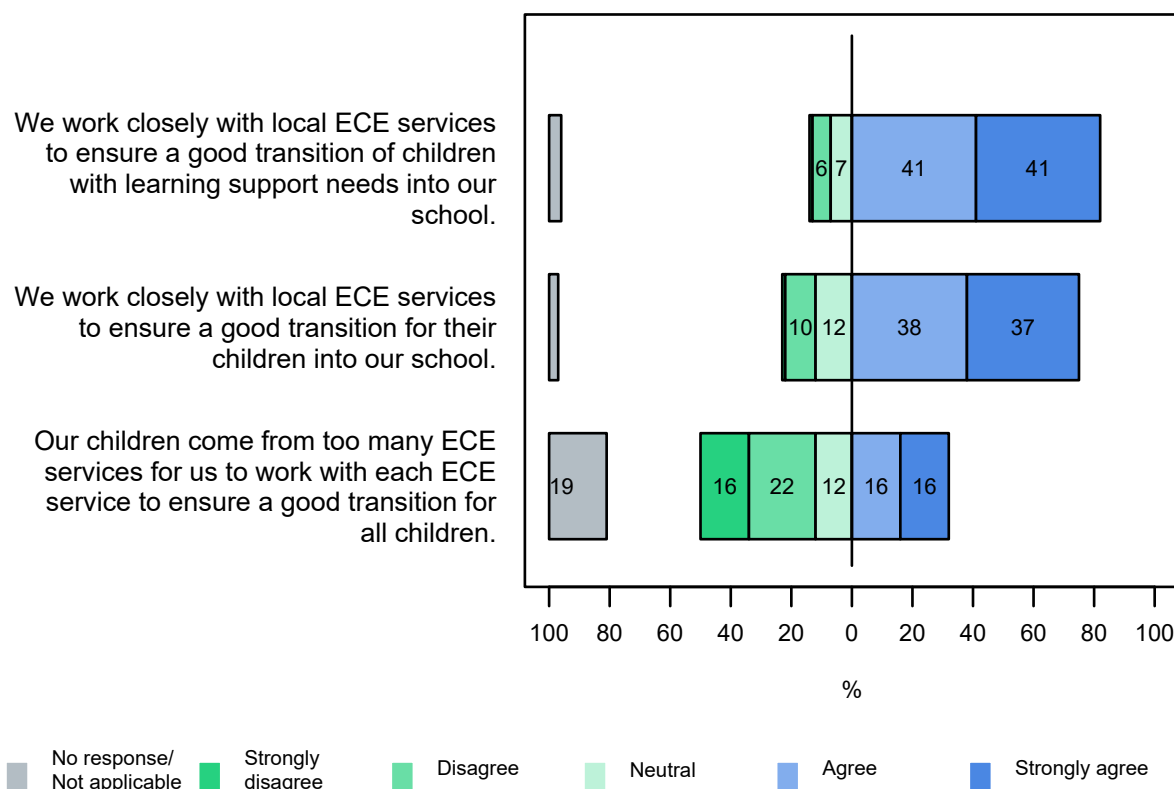 We work closely with local ECE services
to ensure a good transition of children
with learning support needs into our
school.
6 7 41 41
We work closely with local ECE services
to ensure a good transition for their
children into our school.
10 12 38 37
Our children come from too many ECE
services for us to work with each ECE
service to ensure a good transition for
all children.
19 16 22 12 16 16
100 80 60 40 20 0 20 40 60 80 100
%
No response/
Not applicable
Strongly
disagree
Disagree
Neutral
Agree
Strongly agree